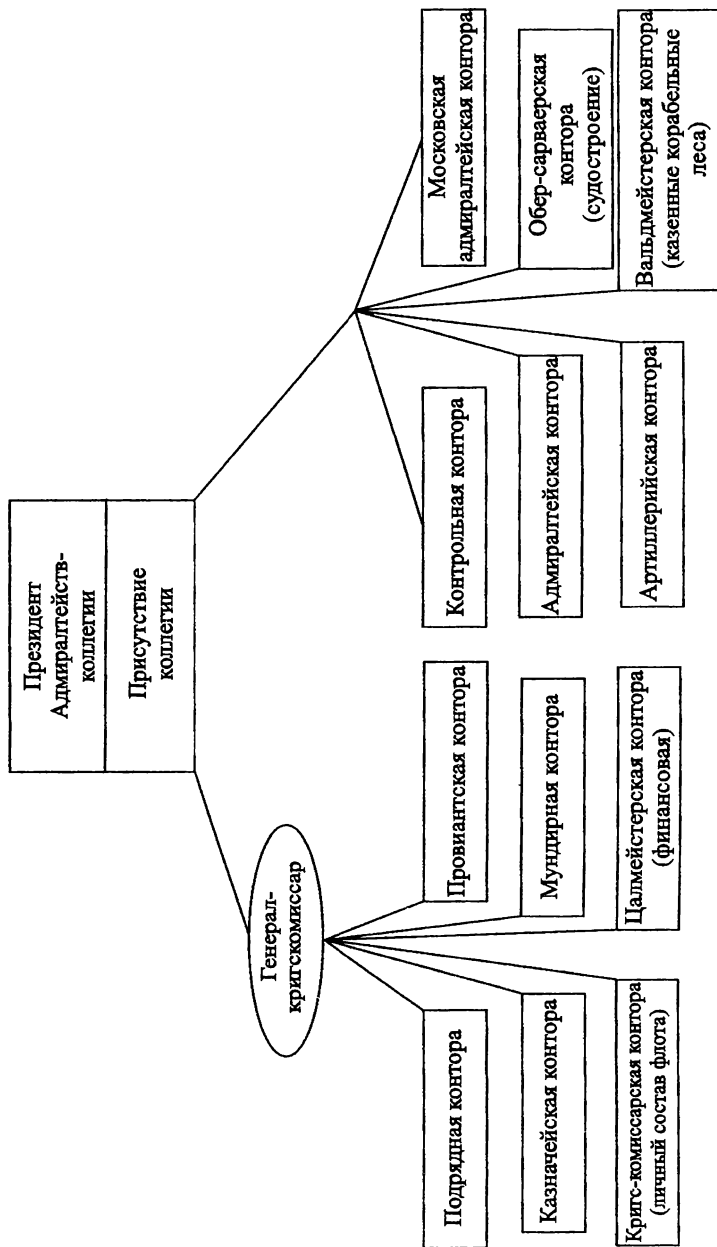 Президент
Адмиралтейств-
коллегии
Присутствие
коллегии
Генерал-
кригскомиссар
Подрядная контора
Провиантская контора
Контрольная контора
Московская
адмиралтейская контора
Казначейская контора
Мундирная контора
Адмиралтейская контора
Обер-сарваерская
контора
(судостроение)
Кригс-комиссарская контора
(личный состав флота)
Цалмейстерская контора
(финансовая)
Артиллерийская контора
Вальдмейстерская контора
(казенные корабельные
леса)